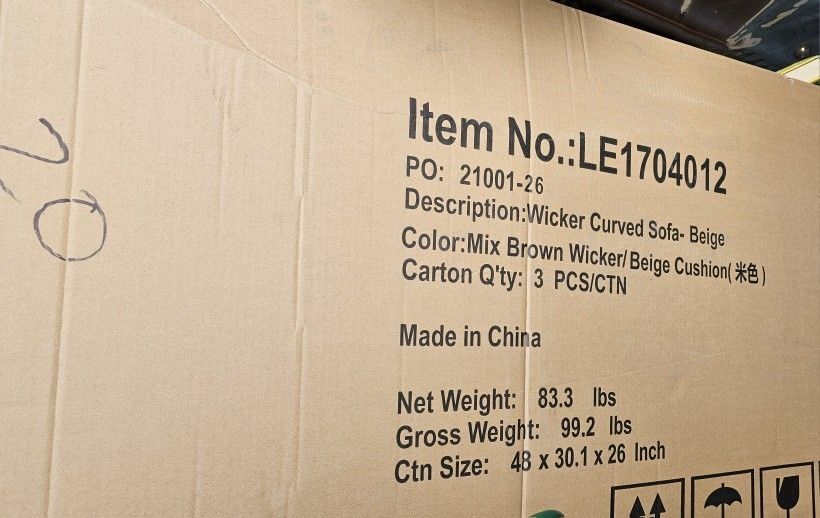 Item No.:LE1704012
PO: 21001-26
Description:Wicker Curved Sofa- Beige
Color:Mix Brown Wicker/Beige Cushion(米色)
Carton Q'ty: 3 PCS/CTN
Made in China
Net Weight: 83.3 lbs
Gross Weight: 99.2 lbs
Ctn Size: 48 x 30.1 x 26 Inch